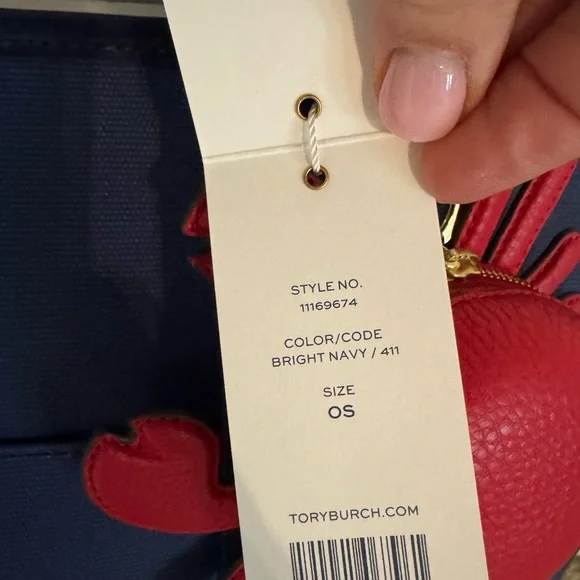 STYLE NO.
11169674
COLOR/CODE
BRIGHT NAVY / 411
SIZE
OS
TORYBURCH.COM